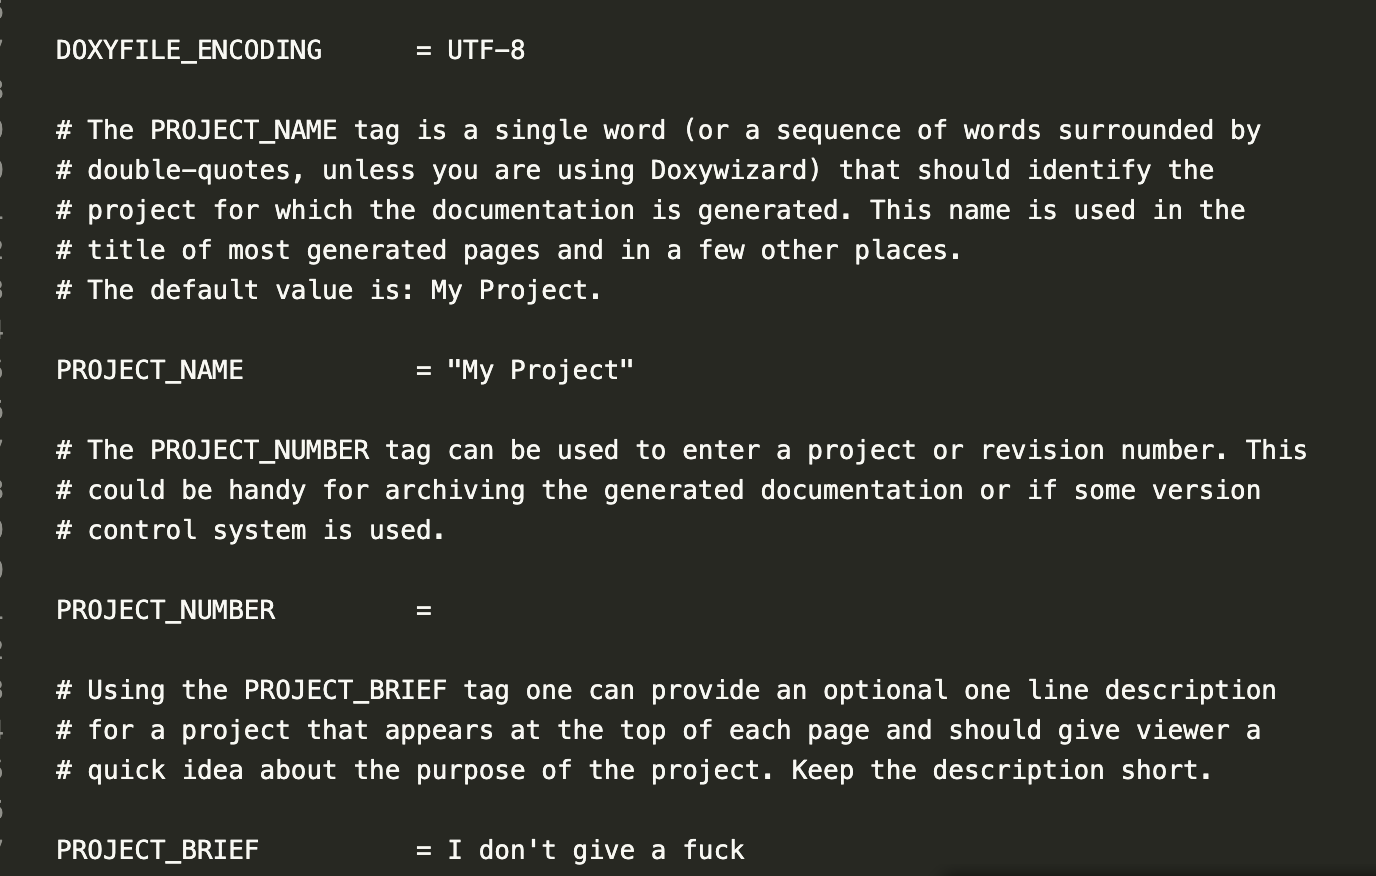 DOXYFILE_ENCODING = UTF-8
# The PROJECT_NAME tag is a single word (or a sequence of words surrounded by
# double-quotes, unless you are using Doxywizard) that should identify the
# project for which the documentation is generated. This name is used in the
# title of most generated pages and in a few other places.
# The default value is: My Project.
PROJECT_NAME = "My Project"
# The PROJECT_NUMBER tag can be used to enter a project or revision number. This
# could be handy for archiving the generated documentation or if some version
# control system is used.
PROJECT_NUMBER =
# Using the PROJECT_BRIEF tag one can provide an optional one line description
# for a project that appears at the top of each page and should give viewer a
# quick idea about the purpose of the project. Keep the description short.
PROJECT_BRIEF = I don't give a fuck